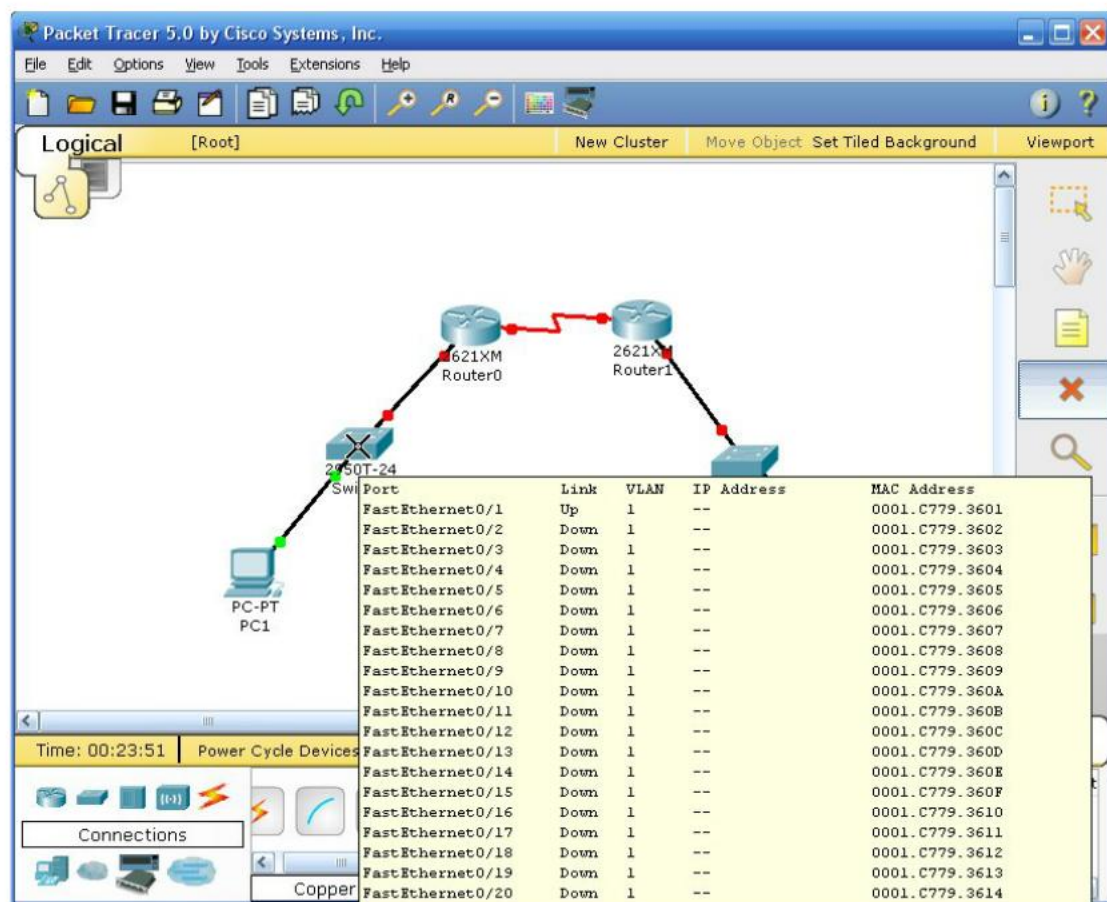 Packet Tracer 5.0 by Cisco Systems, Inc.
File Edit Options View Tools Extensions Help
Logical [Root] New Cluster Move Object Set Tiled Background Viewport
2621XM
Router0
2621XM
Router1
2950T-24
Swi
PC-PT
PC1
Port Link VLAN IP Address MAC Address
FastEthernet0/1 Up 1 -- 0001.C779.3601
FastEthernet0/2 Down 1 -- 0001.C779.3602
FastEthernet0/3 Down 1 -- 0001.C779.3603
FastEthernet0/4 Down 1 -- 0001.C779.3604
FastEthernet0/5 Down 1 -- 0001.C779.3605
FastEthernet0/6 Down 1 -- 0001.C779.3606
FastEthernet0/7 Down 1 -- 0001.C779.3607
FastEthernet0/8 Down 1 -- 0001.C779.3608
FastEthernet0/9 Down 1 -- 0001.C779.3609
FastEthernet0/10 Down 1 -- 0001.C779.360A
FastEthernet0/11 Down 1 -- 0001.C779.360B
FastEthernet0/12 Down 1 -- 0001.C779.360C
FastEthernet0/13 Down 1 -- 0001.C779.360D
FastEthernet0/14 Down 1 -- 0001.C779.360E
FastEthernet0/15 Down 1 -- 0001.C779.360F
FastEthernet0/16 Down 1 -- 0001.C779.3610
FastEthernet0/17 Down 1 -- 0001.C779.3611
FastEthernet0/18 Down 1 -- 0001.C779.3612
FastEthernet0/19 Down 1 -- 0001.C779.3613
FastEthernet0/20 Down 1 -- 0001.C779.3614
Time: 00:23:51 Power Cycle Devices
Connections
Copper